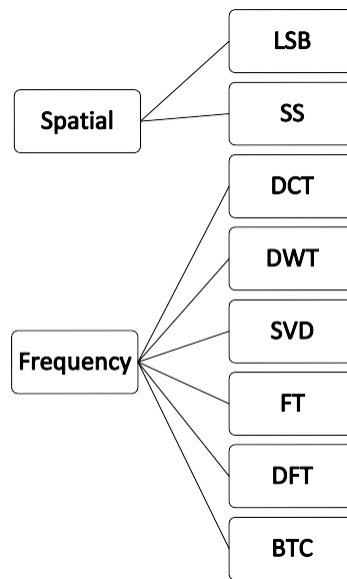 Spatial
LSB
SS
Frequency
DCT
DWT
SVD
FT
DFT
BTC